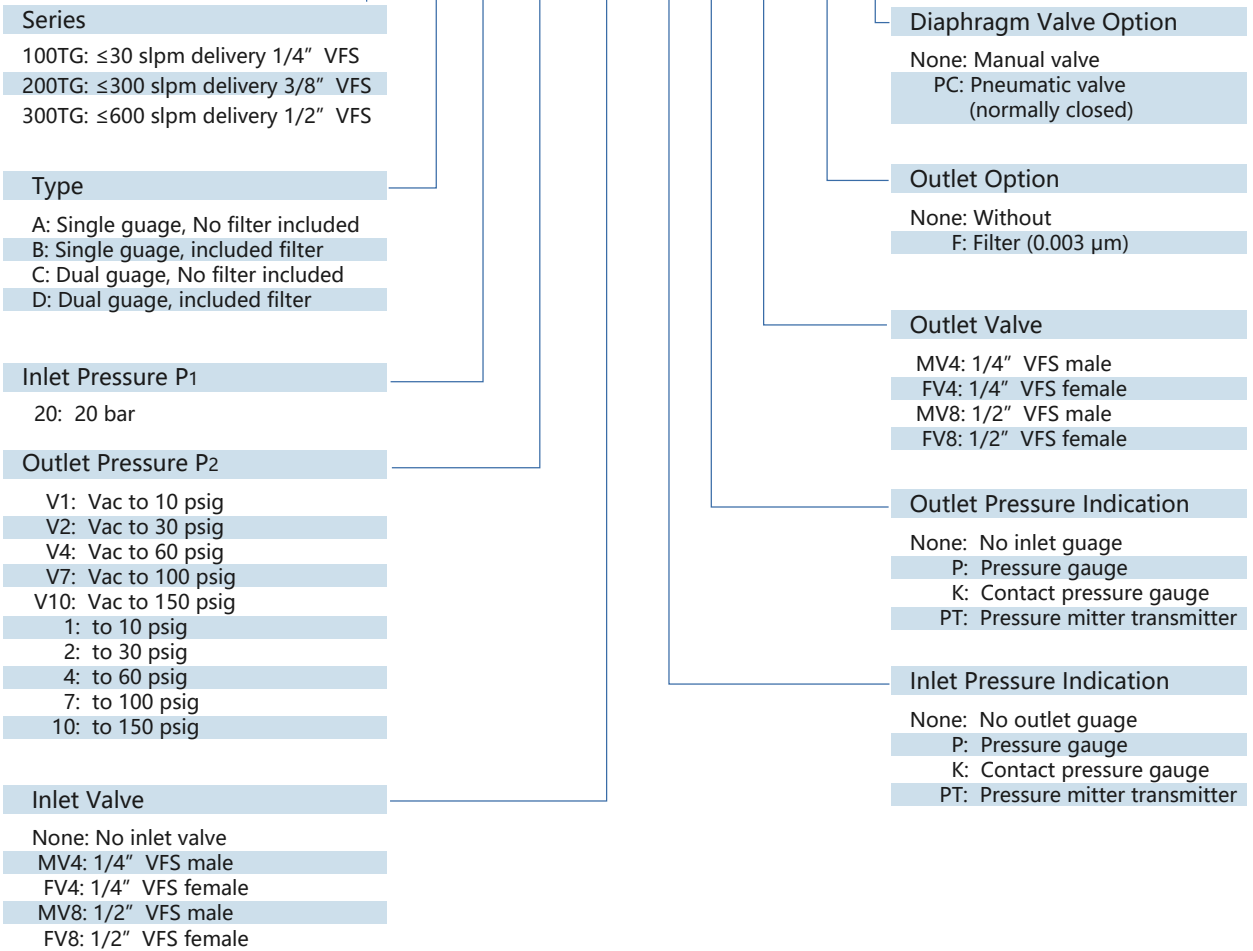 Series
100TG: ≤30 slpm delivery 1/4” VFS
200TG: ≤300 slpm delivery 3/8” VFS
300TG: ≤600 slpm delivery 1/2” VFS
Type
A: Single guage, No filter included
B: Single guage, included filter
C: Dual guage, No filter included
D: Dual guage, included filter
Inlet Pressure P1
20: 20 bar
Outlet Pressure P2
V1: Vac to 10 psig
V2: Vac to 30 psig
V4: Vac to 60 psig
V7: Vac to 100 psig
V10: Vac to 150 psig
1: to 10 psig
2: to 30 psig
4: to 60 psig
7: to 100 psig
10: to 150 psig
Inlet Valve
None: No inlet valve
MV4: 1/4” VFS male
FV4: 1/4” VFS female
MV8: 1/2” VFS male
FV8: 1/2” VFS female
Diaphragm Valve Option
None: Manual valve
PC: Pneumatic valve
(normally closed)
Outlet Option
None: Without
F: Filter (0.003 μm)
Outlet Valve
MV4: 1/4” VFS male
FV4: 1/4” VFS female
MV8: 1/2” VFS male
FV8: 1/2” VFS female
Outlet Pressure Indication
None: No inlet guage
P: Pressure gauge
K: Contact pressure gauge
PT: Pressure mitter transmitter
Inlet Pressure Indication
None: No outlet guage
P: Pressure gauge
K: Contact pressure gauge
PT: Pressure mitter transmitter